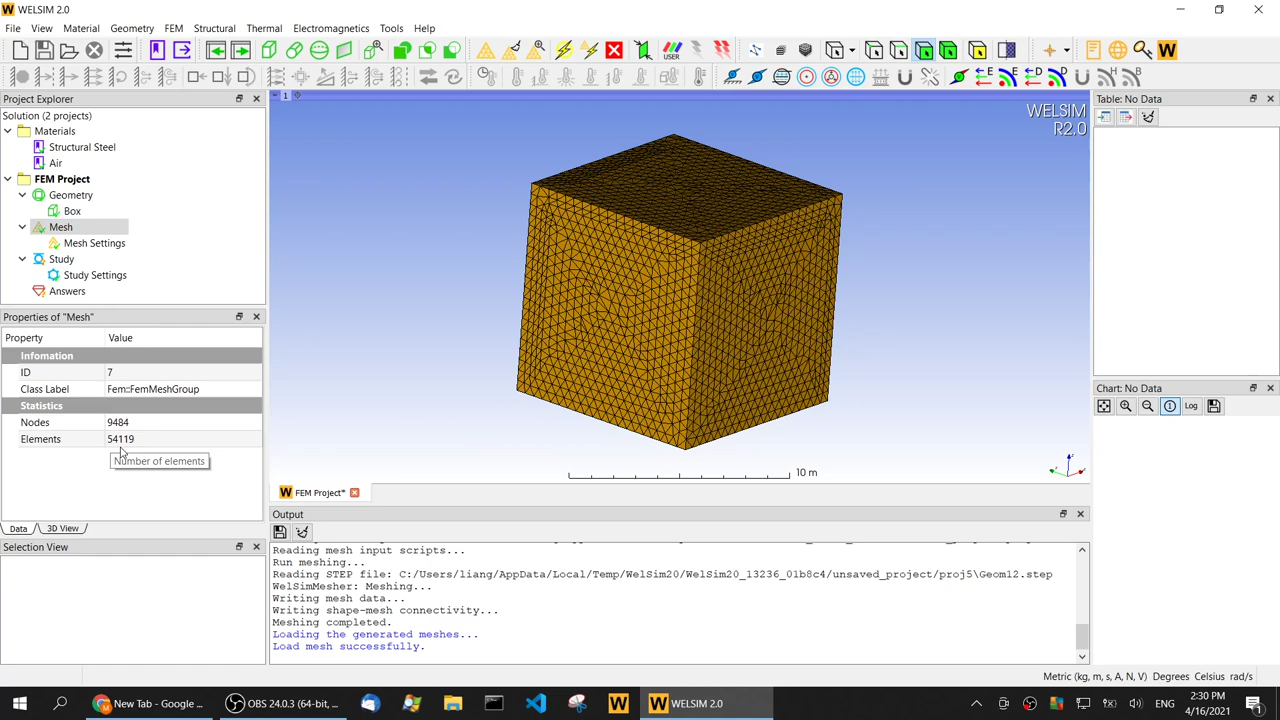 WELSIM 2.0
File View Material Geometry FEM Structural Thermal Electromagnetics Tools Help
USER
W
E E D D H B
Project Explorer
Solution (2 projects)
Materials
Structural Steel
Air
FEM Project
Geometry
Box
Mesh
Mesh Settings
Study
Study Settings
Answers
Properties of "Mesh"
Property Value
Infomation
ID 7
Class Label Fem::FemMeshGroup
Statistics
Nodes 9484
Elements 54119
Number of elements
Data 3D View
Selection View
1
WELSIM
R2.0
10 m
FEM Project*
Output
Reading mesh input scripts...
Run meshing...
Reading STEP file: C:/Users/liang/AppData/Local/Temp/WelSim20/WelSim20_13236_01b8c4/unsaved_project/proj5\Geom12.step
WelSimMesher: Meshing...
Writing mesh data...
Writing shape-mesh connectivity...
Meshing completed.
Loading the generated meshes...
Load mesh successfully.
Table: No Data
Chart: No Data
Log
Metric (kg, m, s, A, N, V) Degrees Celsius rad/s
New Tab - Google ...
OBS 24.0.3 (64-bit, ...
WELSIM 2.0
ENG
2:30 PM
4/16/2021